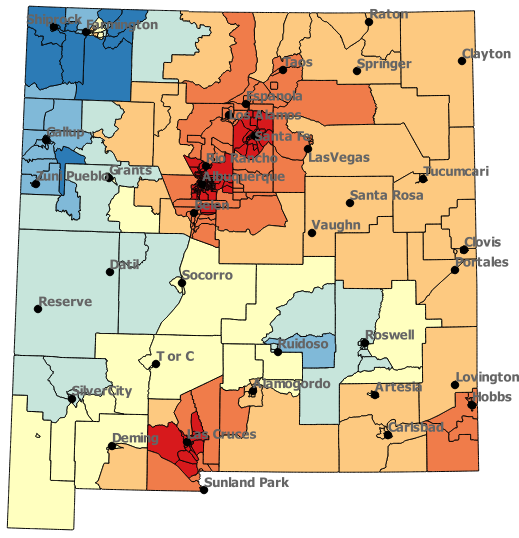 Raton
Shiprock
Farmington
Clayton
Taos
Springer
Espanola
Los Alamos
Gallup
Santa Fe
Rio Rancho
LasVegas
Zuni Pueblo
Grants
Albuquerque
Tucumcari
Santa Rosa
Belen
Vaughn
Clovis
Portales
Datil
Socorro
Reserve
Ruidoso
Roswell
T or C
SilverCity
Alamogordo
Artesia
Lovington
Hobbs
Deming
Las Cruces
Carlsbad
Sunland Park